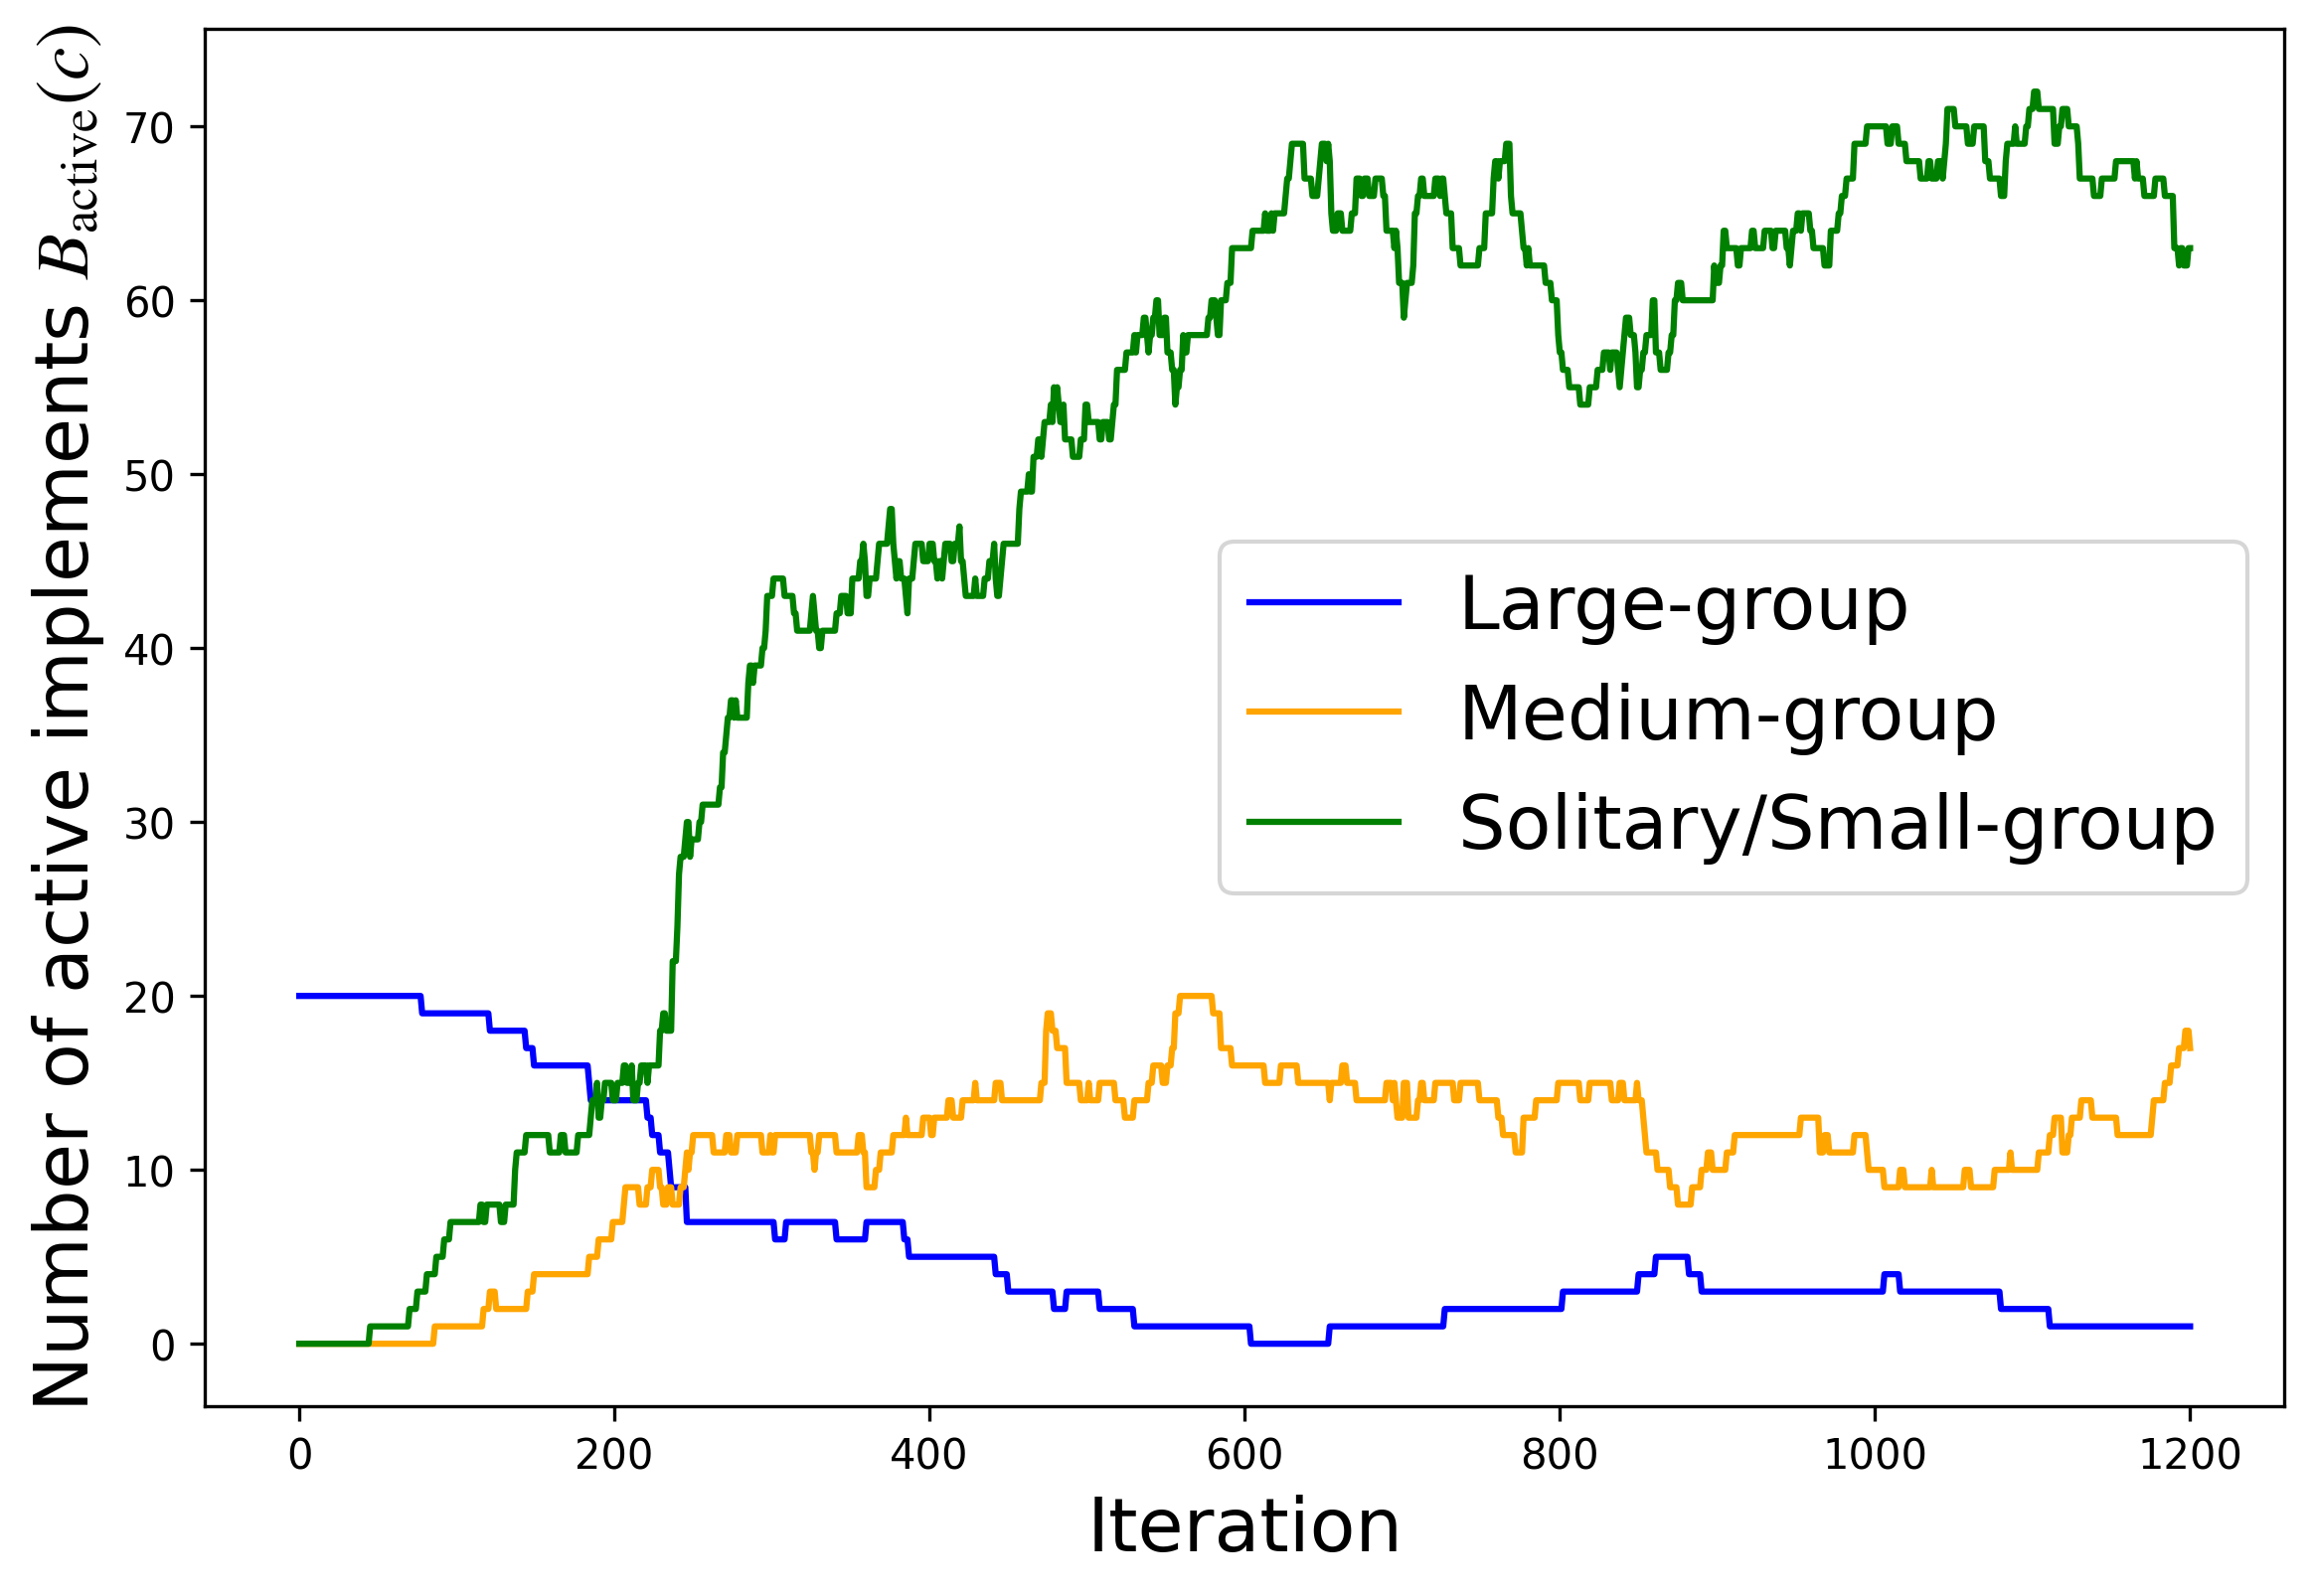 Number of active implements B_active(c)
70
60
50
40
30
20
10
0
Large-group
Medium-group
Solitary/Small-group
0 200 400 600 800 1000 1200
Iteration